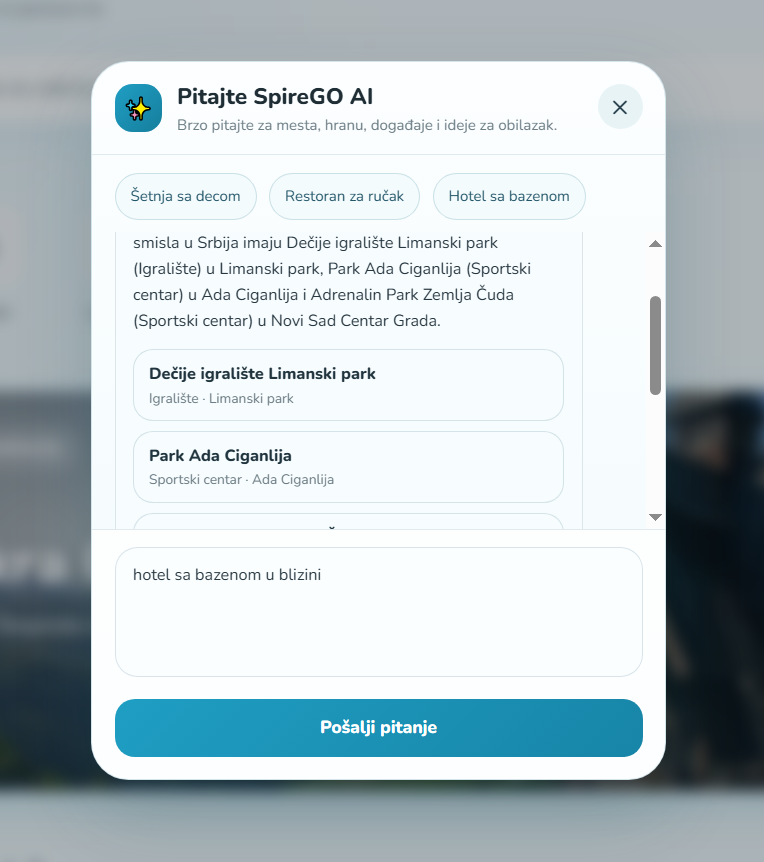 Pitajte SpireGO AI
Brzo pitajte za mesta, hranu, događaje i ideje za obilazak.
Šetnja sa decom
Restoran za ručak
Hotel sa bazenom
smisla u Srbija imaju Dečije igralište Limanski park
(Igralište) u Limanski park, Park Ada Ciganlija (Sportski
centar) u Ada Ciganlija i Adrenalin Park Zemlja Čuda
(Sportski centar) u Novi Sad Centar Grada.
Dečije igralište Limanski park
Igralište · Limanski park
Park Ada Ciganlija
Sportski centar · Ada Ciganlija
hotel sa bazenom u blizini
Pošalji pitanje